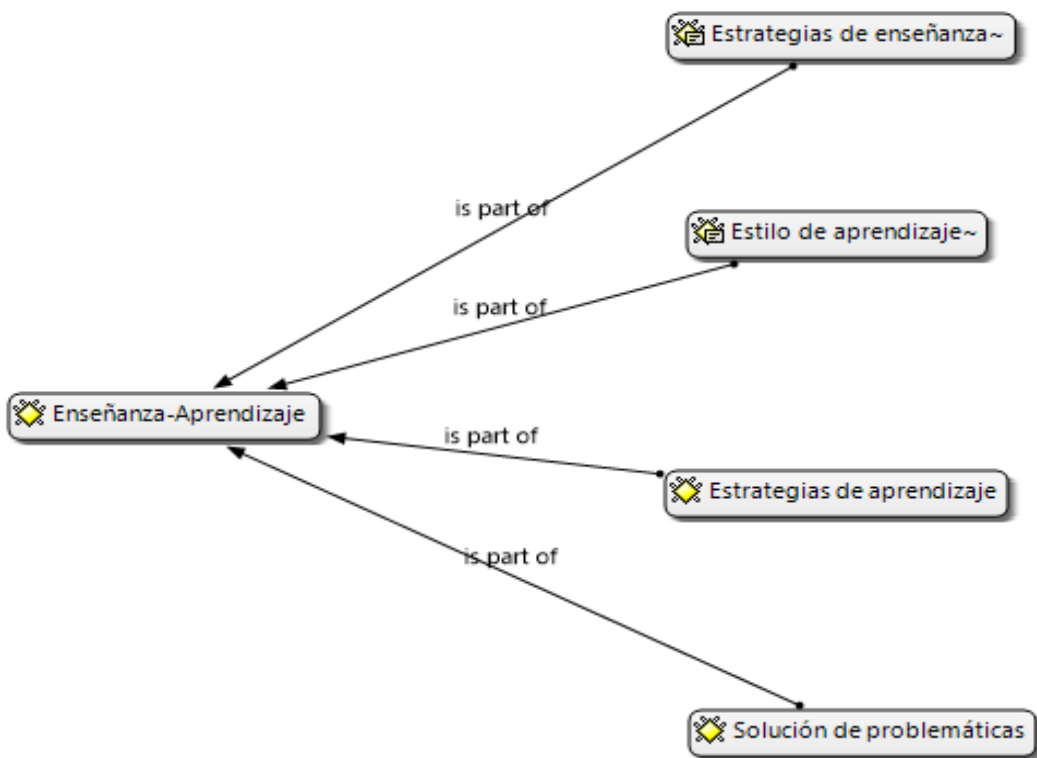 Estrategias de enseñanza~
is part of
Estilo de aprendizaje~
is part of
Enseñanza-Aprendizaje
is part of
Estrategias de aprendizaje
is part of
Solución de problemáticas